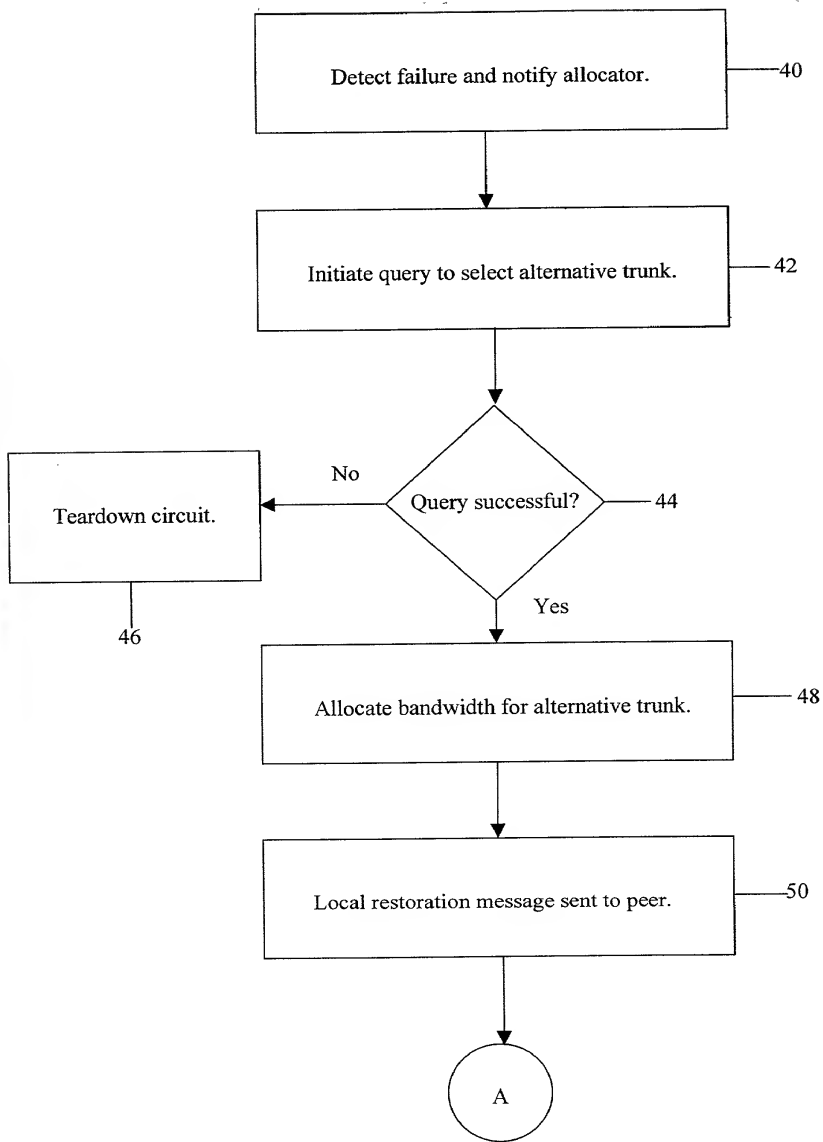 Detect failure and notify allocator.
40
Initiate query to select alternative trunk.
42
No
Query successful?
44
Teardown circuit.
46
Yes
Allocate bandwidth for alternative trunk.
48
Local restoration message sent to peer.
50
A